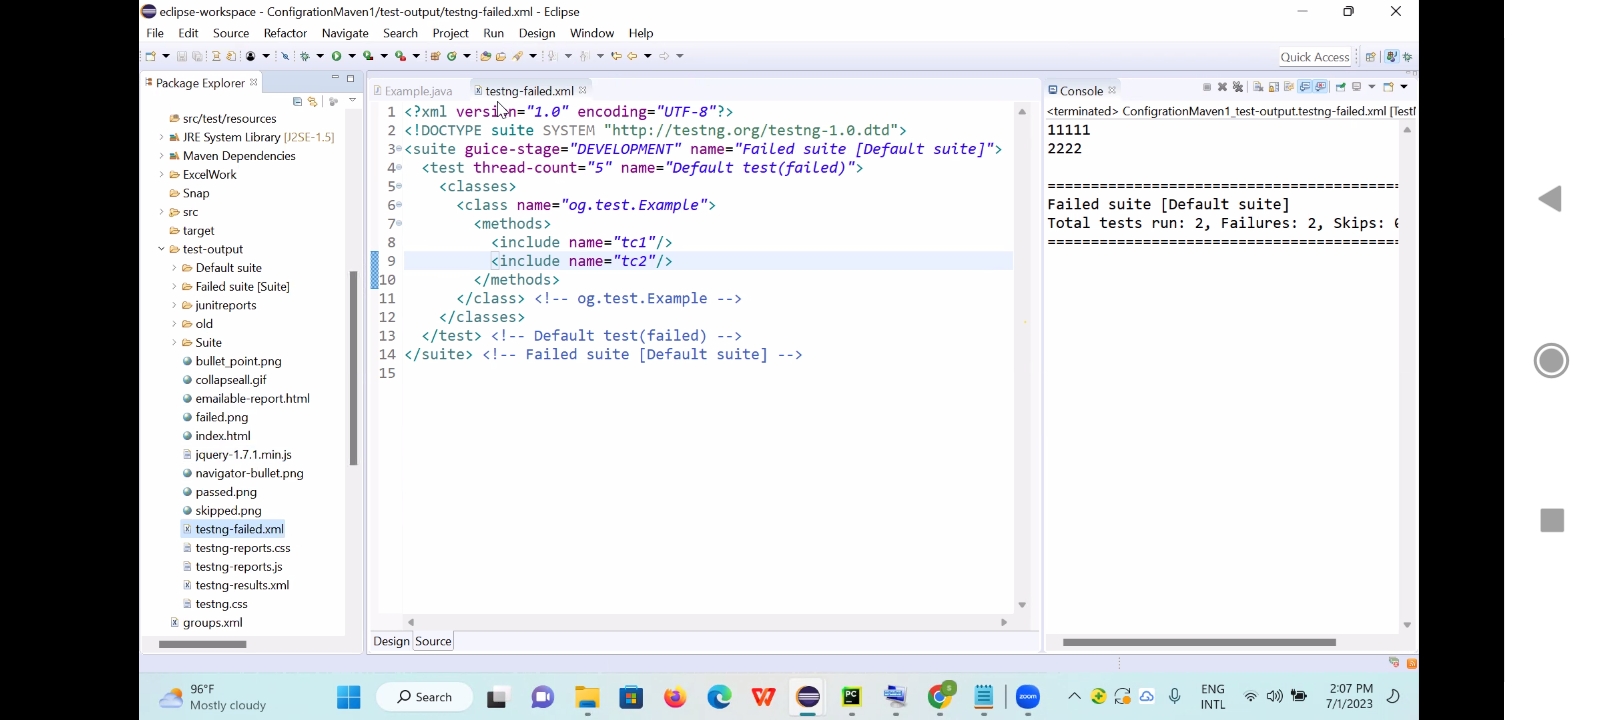 eclipse-workspace - ConfigrationMaven1/test-output/testng-failed.xml - Eclipse
File Edit Source Refactor Navigate Search Project Run Design Window Help
Quick Access
Package Explorer
src/test/resources
JRE System Library [J2SE-1.5]
Maven Dependencies
ExcelWork
Snap
src
target
test-output
Default suite
Failed suite [Suite]
junitreports
old
Suite
bullet_point.png
collapseall.gif
emailable-report.html
failed.png
index.html
jquery-1.7.1.min.js
navigator-bullet.png
passed.png
skipped.png
testng-failed.xml
testng-reports.css
testng-reports.js
testng-results.xml
testng.css
groups.xml
Example.java testng-failed.xml
1 <?xml version="1.0" encoding="UTF-8"?>
2 <!DOCTYPE suite SYSTEM "http://testng.org/testng-1.0.dtd">
3 <suite guice-stage="DEVELOPMENT" name="Failed suite [Default suite]">
4 <test thread-count="5" name="Default test(failed)">
5 <classes>
6 <class name="og.test.Example">
7 <methods>
8 <include name="tc1"/>
9 <include name="tc2"/>
10 </methods>
11 </class> <!-- og.test.Example -->
12 </classes>
13 </test> <!-- Default test(failed) -->
14 </suite> <!-- Failed suite [Default suite] -->
15
Design Source
Console
<terminated> ConfigrationMaven1_test-output.testng-failed.xml [Test
11111
2222
===============================================
Failed suite [Default suite]
Total tests run: 2, Failures: 2, Skips:
===============================================
96°F
Mostly cloudy
Search
PC
S
zoom
ENG
INTL
2:07 PM
7/1/2023